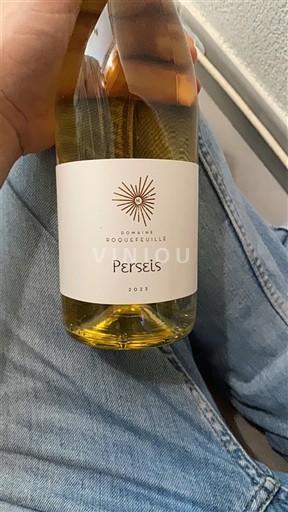 DOMAINE
ROQUEFEUILLE
VINIOU
Perseis
2023